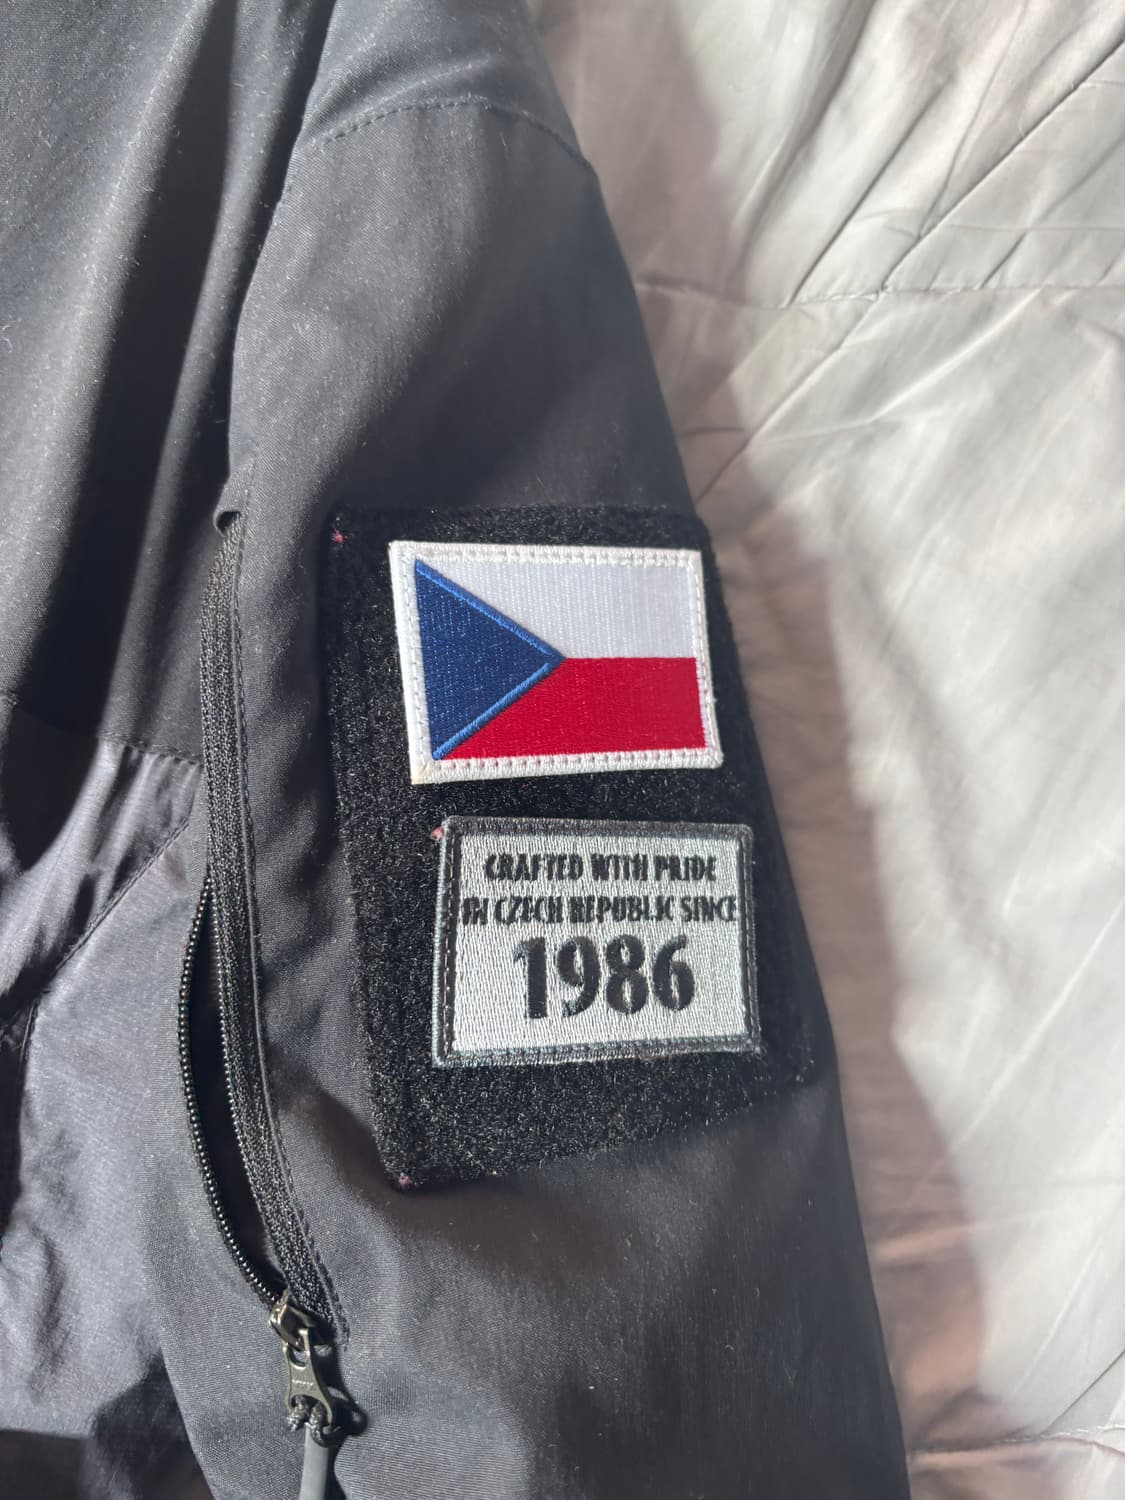 CRAFTED WITH PRIDE
IN CZECH REPUBLIC SINCE
1986